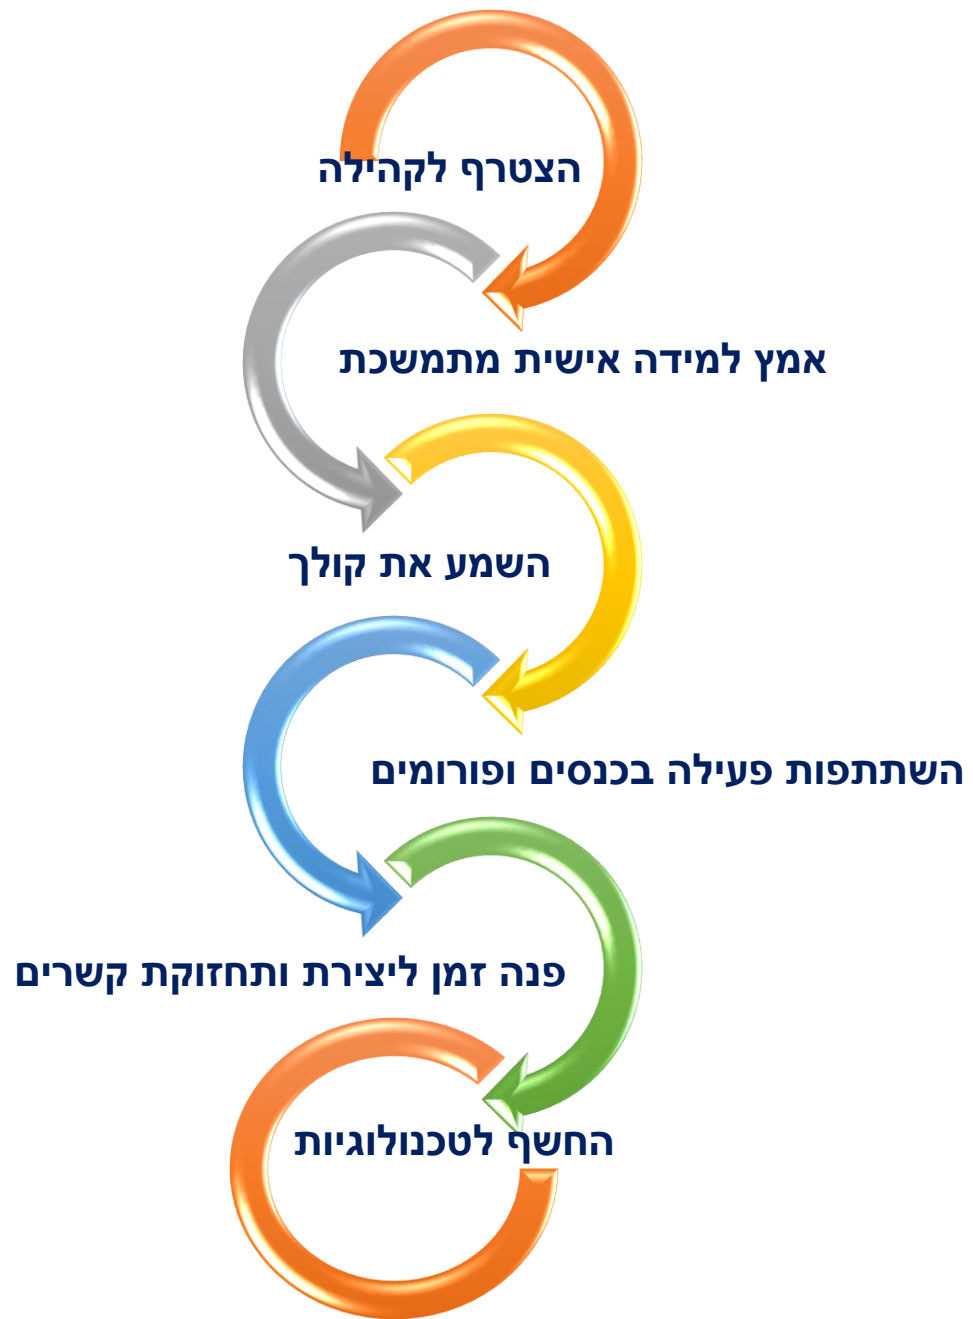 הצטרף לקהילה
אמץ למידה אישית מתמשכת
השמע את קולך
השתתפות פעילה בכנסים ופורומים
פנה זמן ליצירת ותחזוקת קשרים
החשף לטכנולוגיות